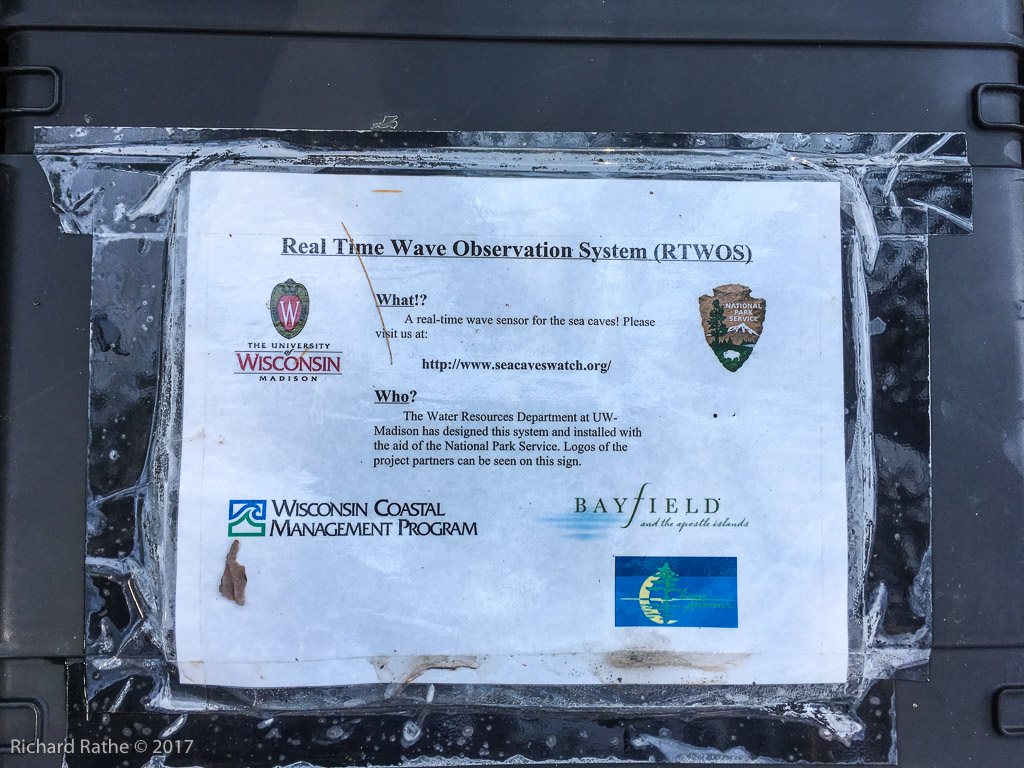 Real Time Wave Observation System (RTWOS)
W
THE UNIVERSITY
of
WISCONSIN
MADISON
What!?
A real-time wave sensor for the sea caves! Please
visit us at:
http://www.seacaveswatch.org/
NATIONAL
PARK
SERVICE
Who?
The Water Resources Department at UW-
Madison has designed this system and installed with
the aid of the National Park Service. Logos of the
project partners can be seen on this sign.
WISCONSIN COASTAL
MANAGEMENT PROGRAM
BAYfIELD
and the apostle islands
Richard Rathe © 2017